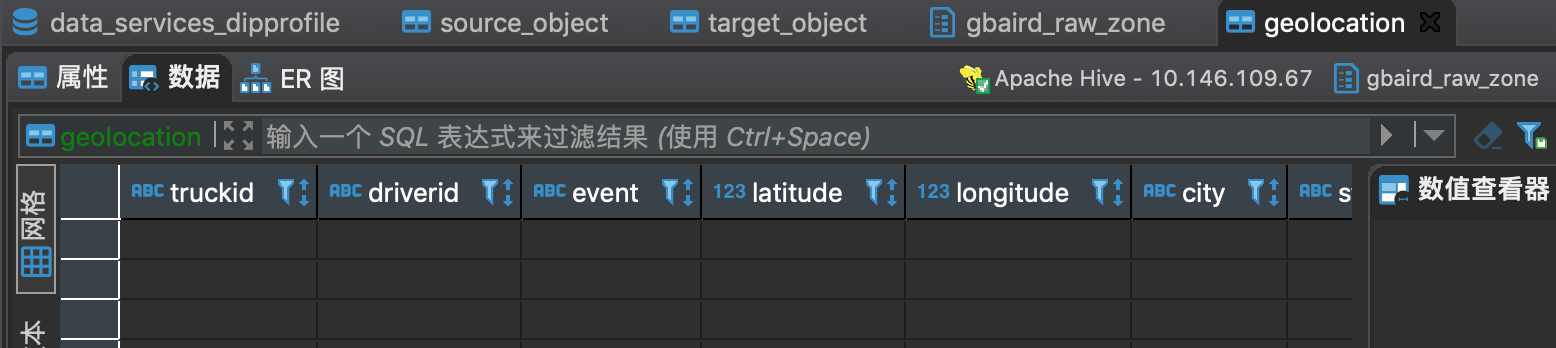 data_services_dipprofile source_object target_object gbaird_raw_zone geolocation
属性 数据 ER 图 Apache Hive - 10.146.109.67 gbaird_raw_zone
geolocation 输入一个 SQL 表达式来过滤结果 (使用 Ctrl+Space)
网格
ABC truckid ABC driverid ABC event 123 latitude 123 longitude ABC city ABC
数值查看器
本